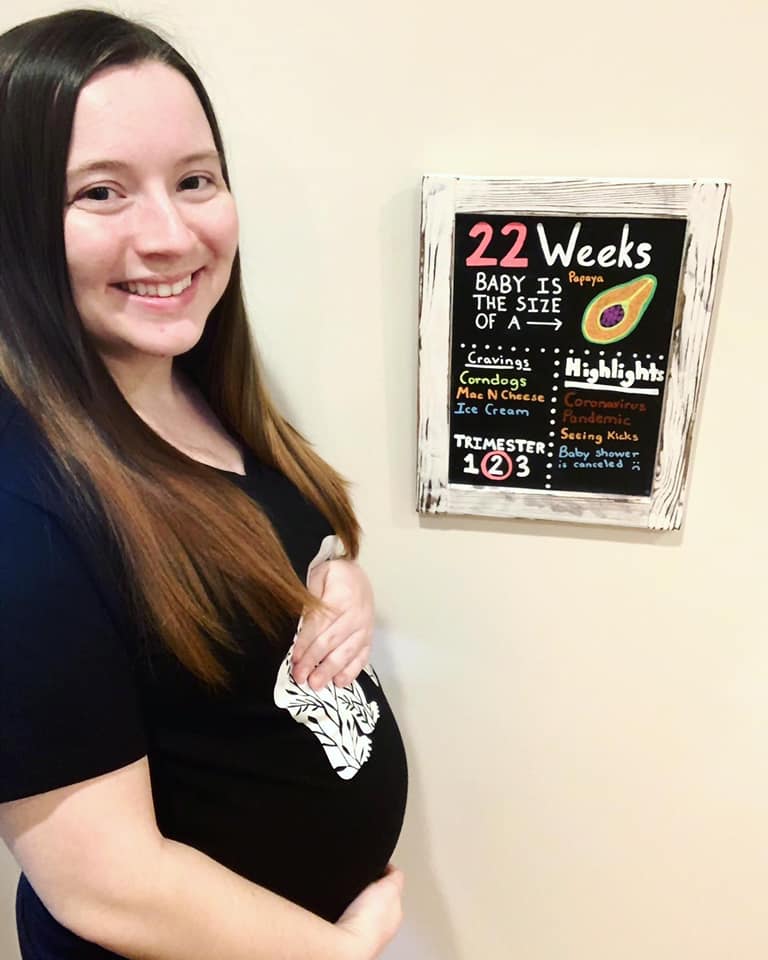 22 Weeks
BABY IS
THE SIZE
OF A
Papaya
Cravings
Corndogs
Mac N Cheese
Ice Cream
TRIMESTER
1 2 3
Highlights
Coronavirus
Pandemic
Seeing Kicks
Baby shower
is canceled :(